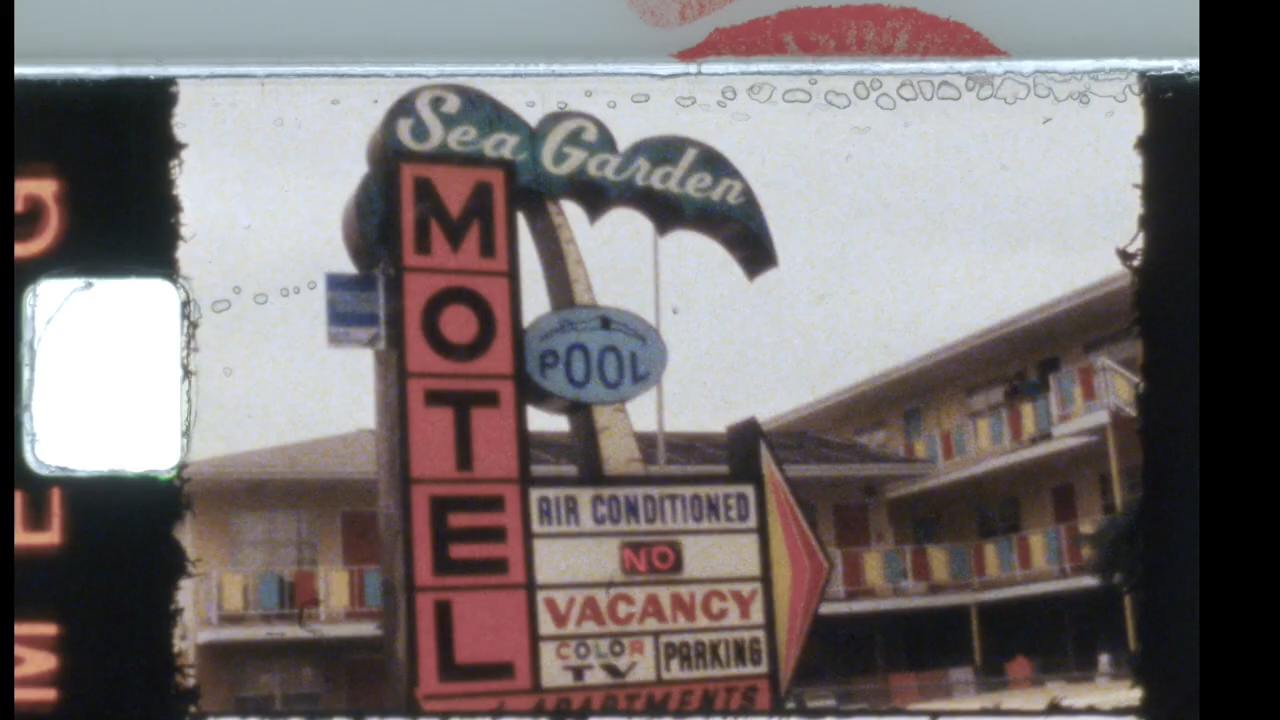 Sea Garden
MOTEL
POOL
AIR CONDITIONED
NO
VACANCY
COLOR TV
PARKING
APARTMENTS